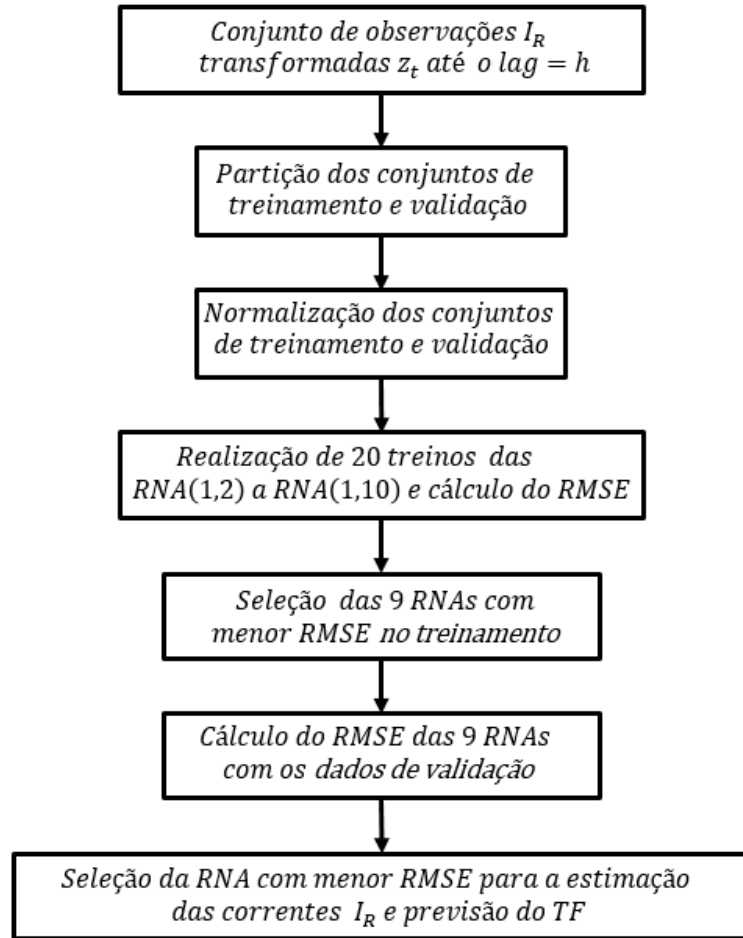 Conjunto de observações I_R
transformadas z_t até o lag = h
Partição dos conjuntos de
treinamento e validação
Normalização dos conjuntos
de treinamento e validação
Realização de 20 treinos das
RNA(1,2) a RNA(1,10) e cálculo do RMSE
Seleção das 9 RNAs com
menor RMSE no treinamento
Cálculo do RMSE das 9 RNAs
com os dados de validação
Seleção da RNA com menor RMSE para a estimação
das correntes I_R e previsão do TF